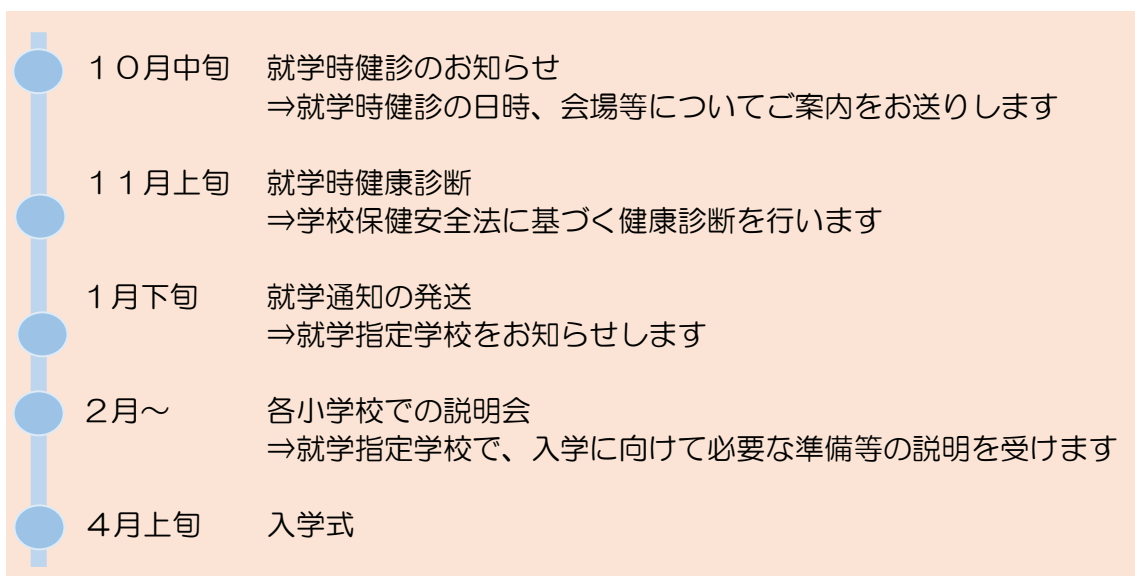 １０月中旬　就学時健診のお知らせ
⇒就学時健診の日時、会場等についてご案内をお送りします
１１月上旬　就学時健康診断
⇒学校保健安全法に基づく健康診断を行います
１月下旬　就学通知の発送
⇒就学指定学校をお知らせします
２月～　各小学校での説明会
⇒就学指定学校で、入学に向けて必要な準備等の説明を受けます
４月上旬　入学式